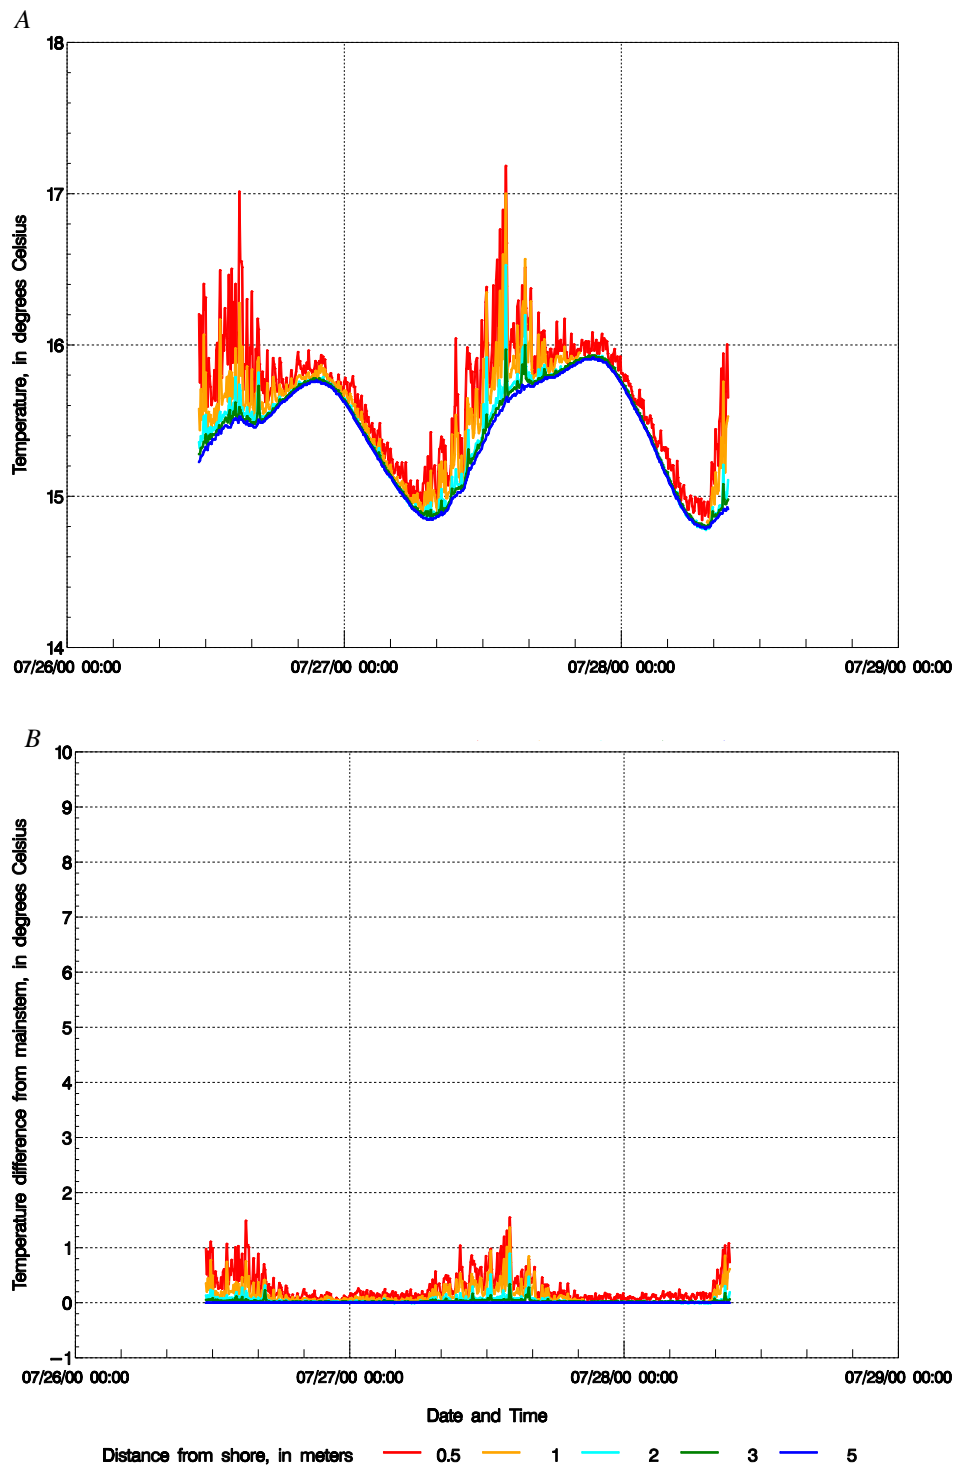 A
18
17
16
15
14
Temperature, in degrees Celsius
07/26/00 00:00 07/27/00 00:00 07/28/00 00:00 07/29/00 00:00
B
10
9
8
7
6
5
4
3
2
1
0
−1
Temperature difference from mainstem, in degrees Celsius
07/26/00 00:00 07/27/00 00:00 07/28/00 00:00 07/29/00 00:00
Date and Time
Distance from shore, in meters 0.5 1 2 3 5